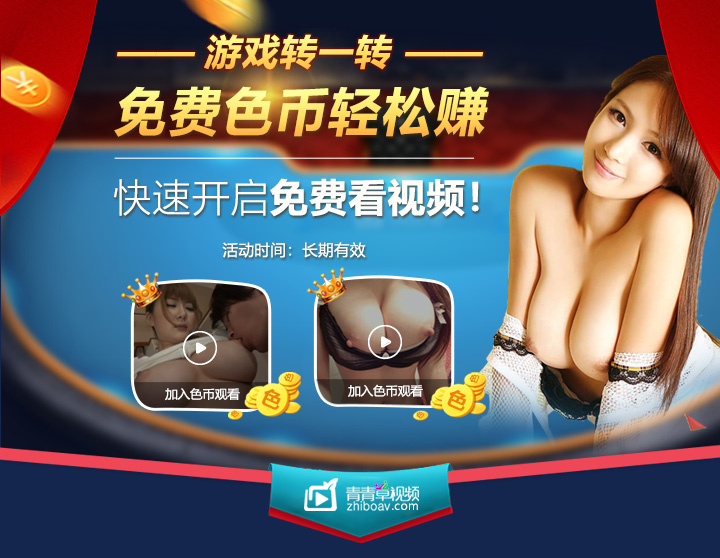 游戏转一转
免费色币轻松赚
快速开启免费看视频！
活动时间：长期有效
加入色币观看
加入色币观看
色
色
¥
青青草视频
zhiboav.com